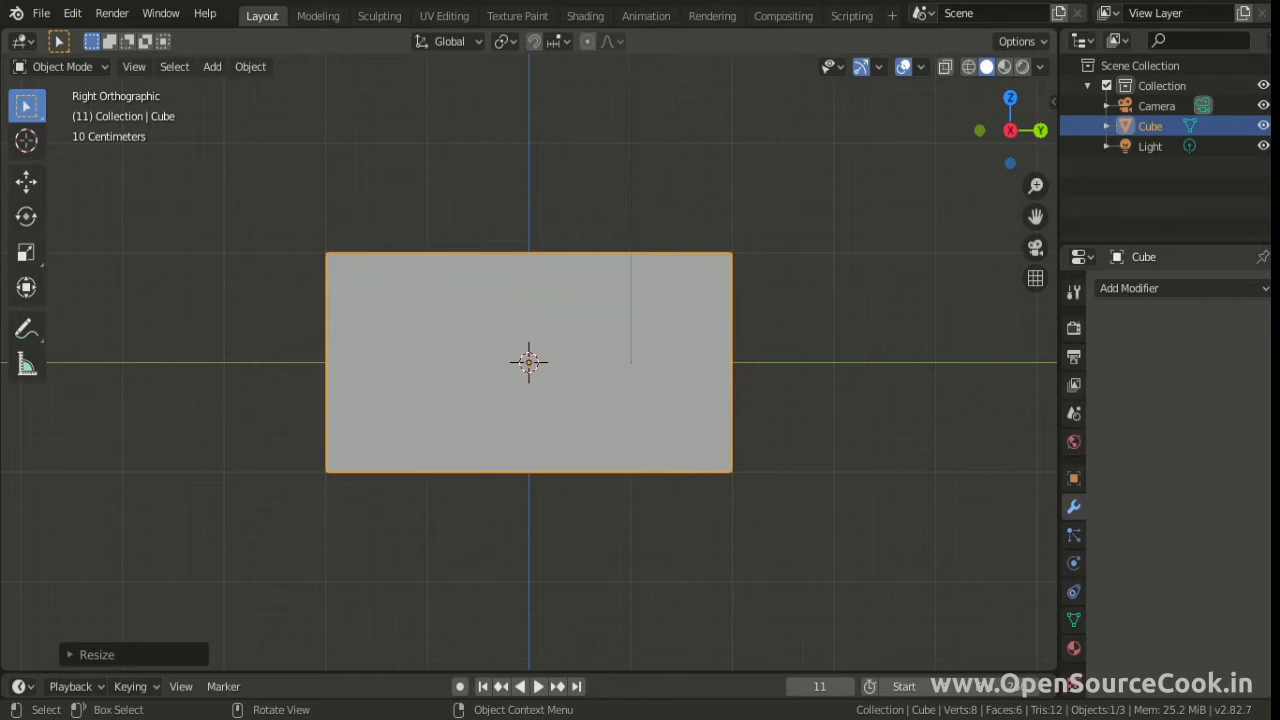 File Edit Render Window Help Layout Modeling Sculpting UV Editing Texture Paint Shading Animation Rendering Compositing Scripting + Scene View Layer
Global Options
Object Mode View Select Add Object
Scene Collection
Collection
Camera
Cube
Light
Right Orthographic
(11) Collection | Cube
10 Centimeters
Z
X
Y
Cube
Add Modifier
Resize
Playback Keying View Marker 11 Start
www.OpenSourceCook.in
Select Box Select Rotate View Object Context Menu Collection | Cube | Verts:8 | Faces:6 | Tris:12 | Objects:1/3 | Mem: 25.2 MiB | v2.82.7